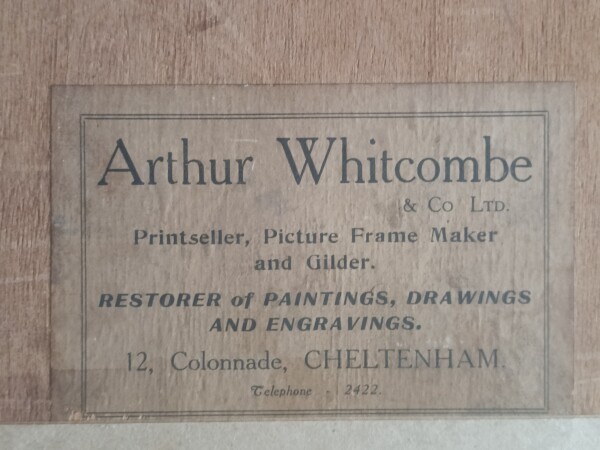 Arthur Whitcombe
& Co Ltd.
Printseller, Picture Frame Maker
and Gilder.
RESTORER of PAINTINGS, DRAWINGS
AND ENGRAVINGS.
12, Colonnade, CHELTENHAM.
Telephone - 2422.